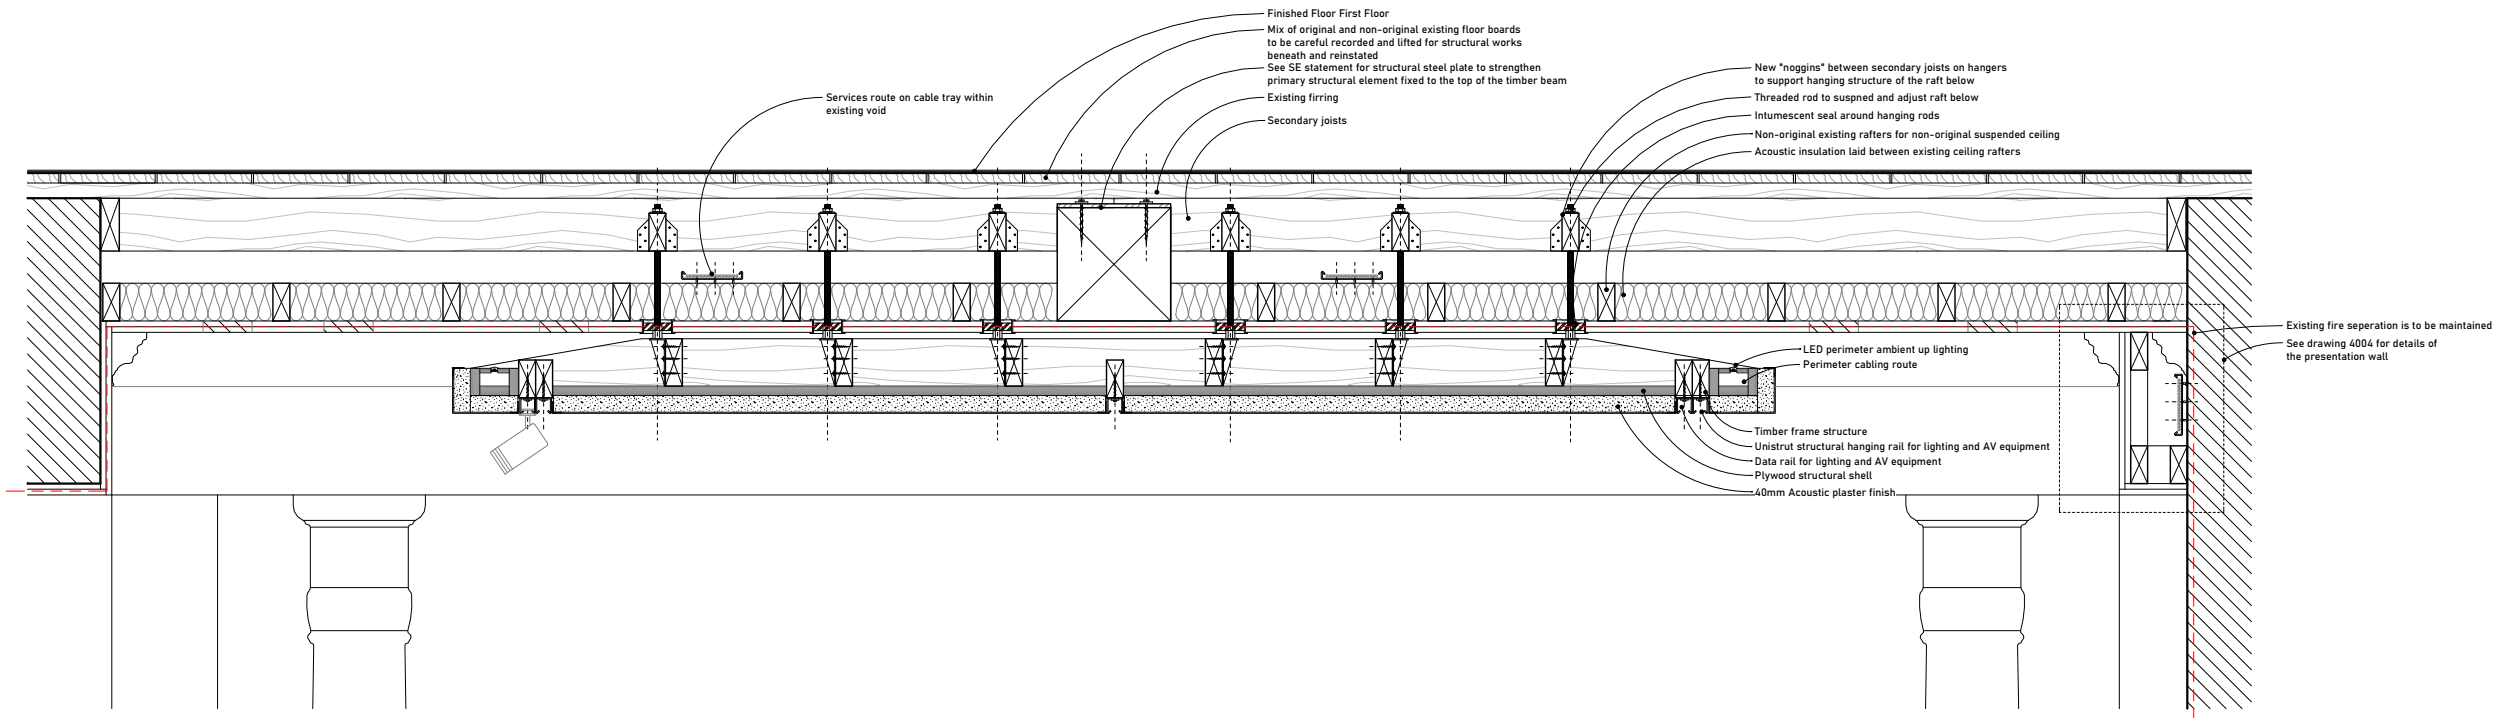 Finished Floor First Floor
Mix of original and non-original existing floor boards
to be careful recorded and lifted for structural works
beneath and reinstated
See SE statement for structural steel plate to strengthen
primary structural element fixed to the top of the timber beam
Existing firring
Secondary joists
Services route on cable tray within
existing void
New "noggins" between secondary joists on hangers
to support hanging structure of the raft below
Threaded rod to suspned and adjust raft below
Intumescent seal around hanging rods
Non-original existing rafters for non-original suspended ceiling
Acoustic insulation laid between existing ceiling rafters
Existing fire seperation is to be maintained
See drawing 4004 for details of
the presentation wall
LED perimeter ambient up lighting
Perimeter cabling route
Timber frame structure
Unistrut structural hanging rail for lighting and AV equipment
Data rail for lighting and AV equipment
Plywood structural shell
40mm Acoustic plaster finish